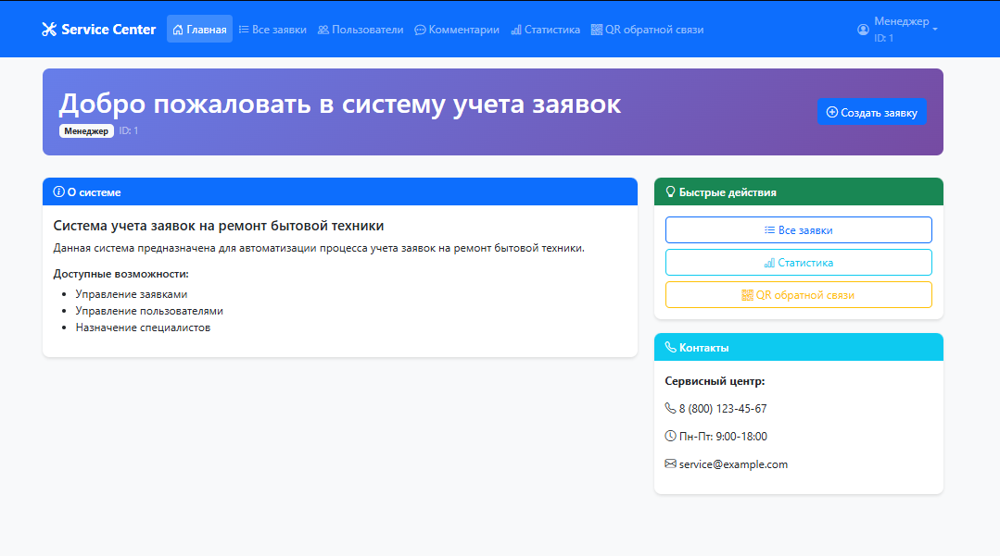 Service Center Главная Все заявки Пользователи Комментарии Статистика QR обратной связи Менеджер
ID: 1
Добро пожаловать в систему учета заявок
Менеджер ID: 1
Создать заявку
О системе
Система учета заявок на ремонт бытовой техники
Данная система предназначена для автоматизации процесса учета заявок на ремонт бытовой техники.
Доступные возможности:
Управление заявками
Управление пользователями
Назначение специалистов
Быстрые действия
Все заявки
Статистика
QR обратной связи
Контакты
Сервисный центр:
8 (800) 123-45-67
Пн-Пт: 9:00-18:00
service@example.com